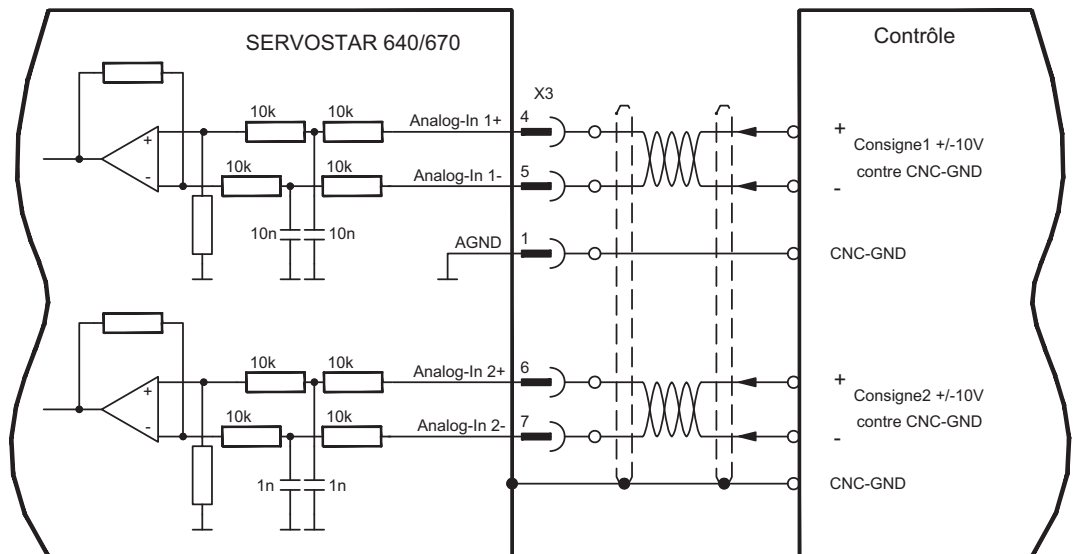 SERVOSTAR 640/670
Contrôle
X3
10k 10k Analog-In 1+ 4
+
Consigne1 +/-10V
contre CNC-GND
-
+
-
10k 10k Analog-In 1- 5
10n 10n
AGND 1
CNC-GND
10k 10k Analog-In 2+ 6
+
Consigne2 +/-10V
contre CNC-GND
-
+
-
10k 10k Analog-In 2- 7
1n 1n
CNC-GND